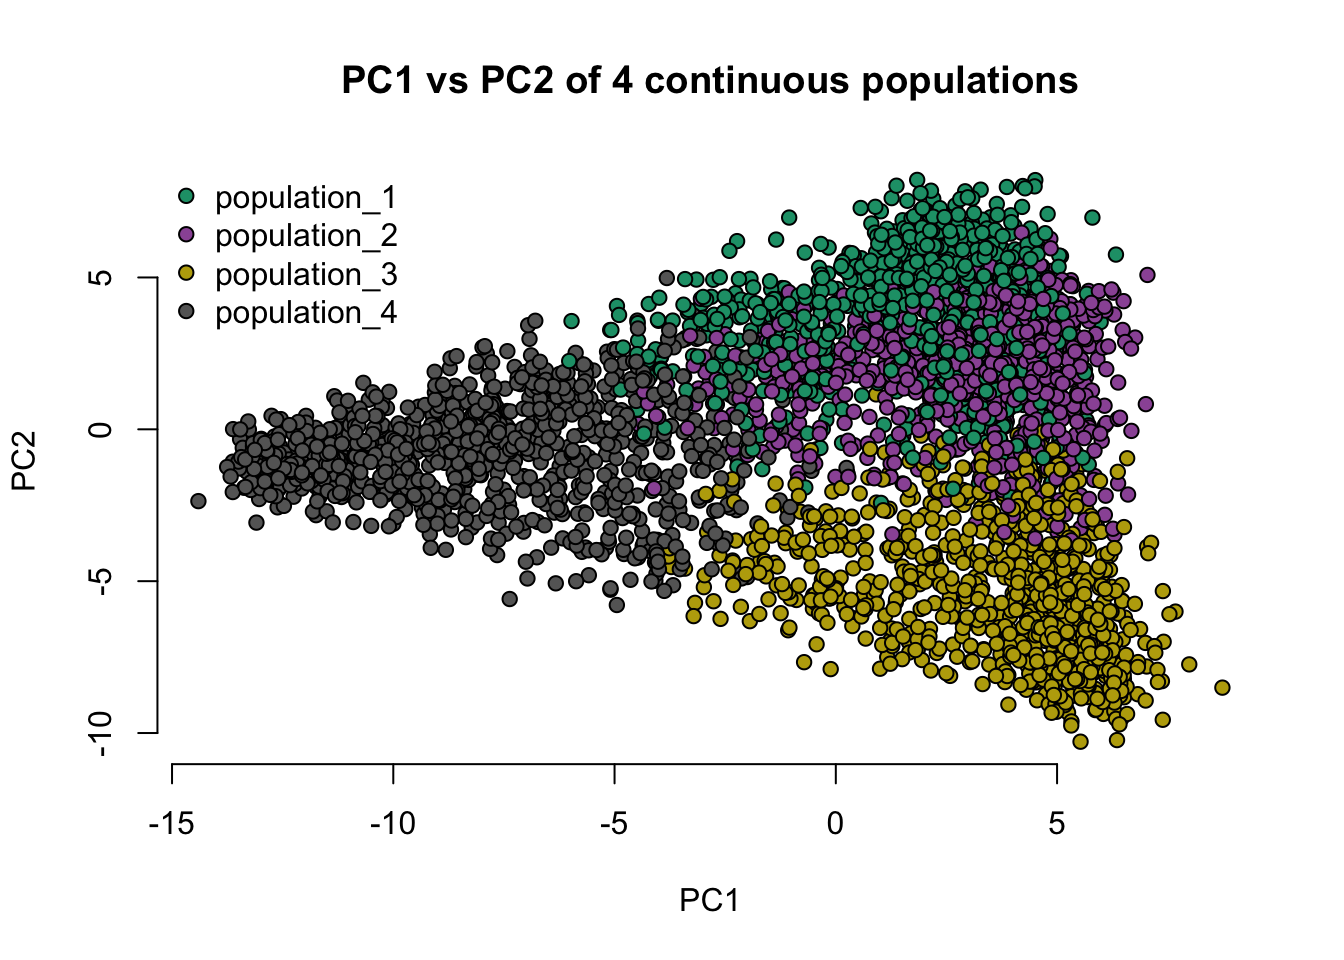 PC1 vs PC2 of 4 continuous populations
population_1
population_2
population_3
population_4
PC2
5
0
-5
-10
-15
-10
-5
0
5
PC1